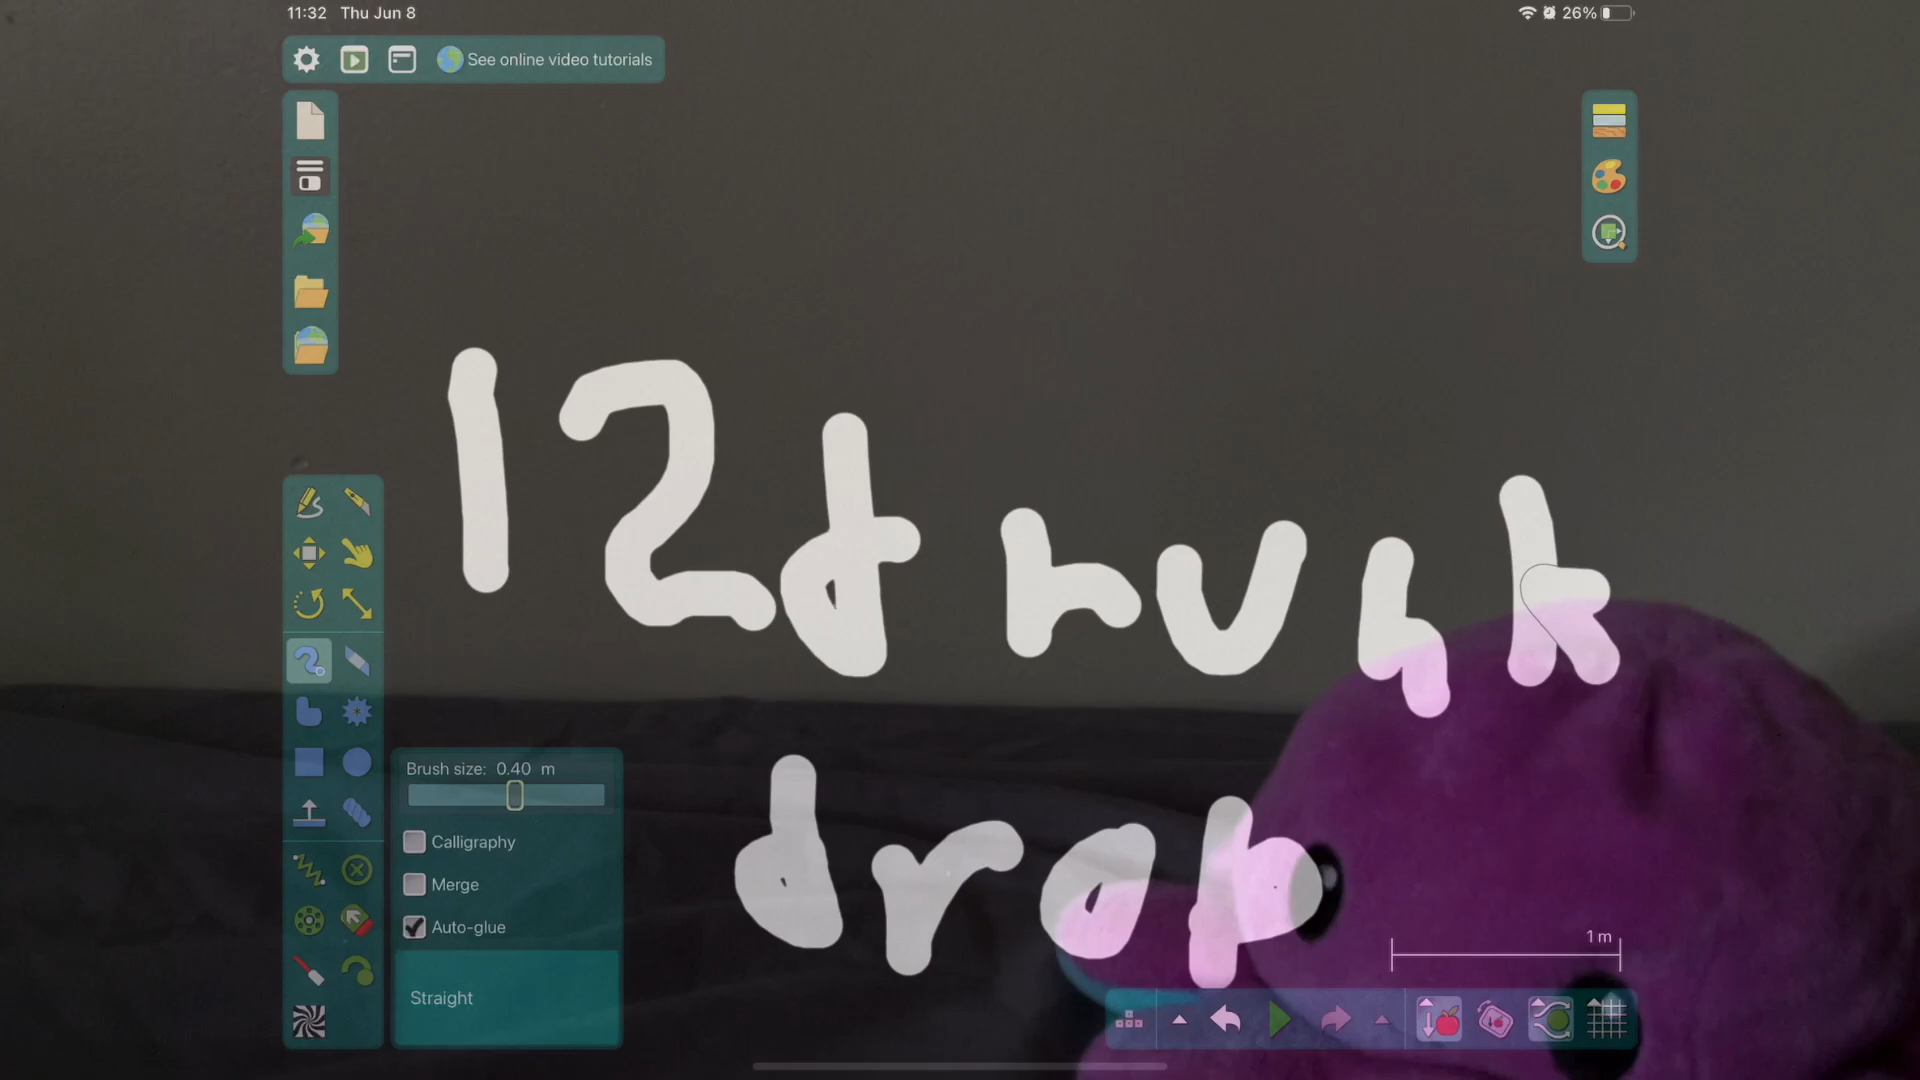 11:32 Thu Jun 8
26%
See online video tutorials
12drunk
drop
Brush size: 0.40 m
Calligraphy
Merge
Auto-glue
1 m
Straight